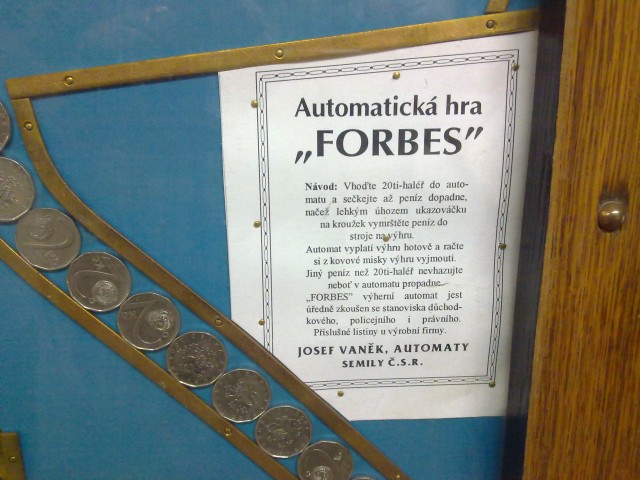 Automatická hra
„FORBES”
Návod: Vhoďte 20ti-haléř do auto-
matu a sečkejte až peníz dopadne,
načež lehkým úhozem ukazováčku
na kroužek vymrštěte peníz do
stroje na výhru.
Automat vyplatí výhru hotově a račte
si z kovové misky výhru vyjmouti.
Jiný peníz než 20ti-haléř nevhazujte
neboť v automatu propadne.
„FORBES” výherní automat jest
úředně zkoušen se stanoviska důchod-
kového, policejního i právního.
Příslušné listiny u výrobní firmy.
JOSEF VANĚK, AUTOMATY
SEMILY Č.S.R.